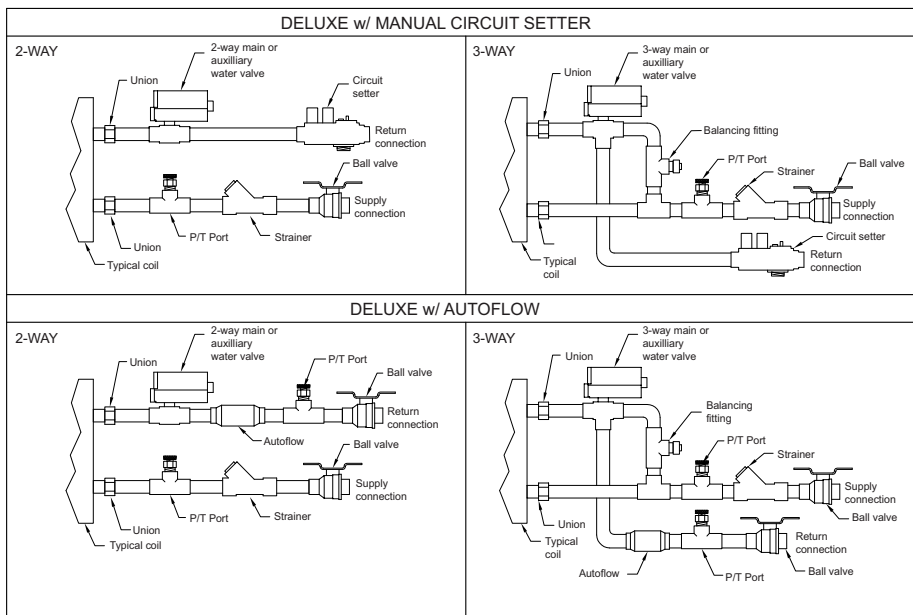 DELUXE w/ MANUAL CIRCUIT SETTER
2-WAY
2-way main or
auxilliary
water valve
Union
Circuit
setter
Return
connection
Ball valve
Supply
connection
P/T Port
Strainer
Union
Typical coil
3-WAY
3-way main or
auxilliary
water valve
Union
Balancing fitting
P/T Port
Ball valve
Strainer
Supply
connection
Circuit setter
Typical
coil
Return
connection
DELUXE w/ AUTOFLOW
2-WAY
2-way main or
auxilliary
water valve
Union
P/T Port
Ball valve
Return
connection
Autoflow
Ball valve
Supply
connection
P/T Port
Strainer
Union
Typical coil
3-WAY
3-way main or
auxilliary
water valve
Union
Balancing
fitting
P/T Port
Strainer
Supply
connection
Ball valve
Union
Typical
coil
Return
connection
Autoflow
P/T Port
Ball valve